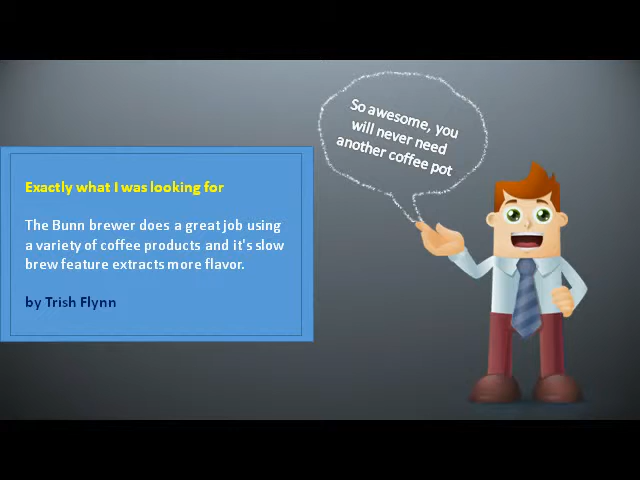 So awesome, you
will never need
another coffee pot
Exactly what I was looking for
The Bunn brewer does a great job using
a variety of coffee products and it's slow
brew feature extracts more flavor.
by Trish Flynn